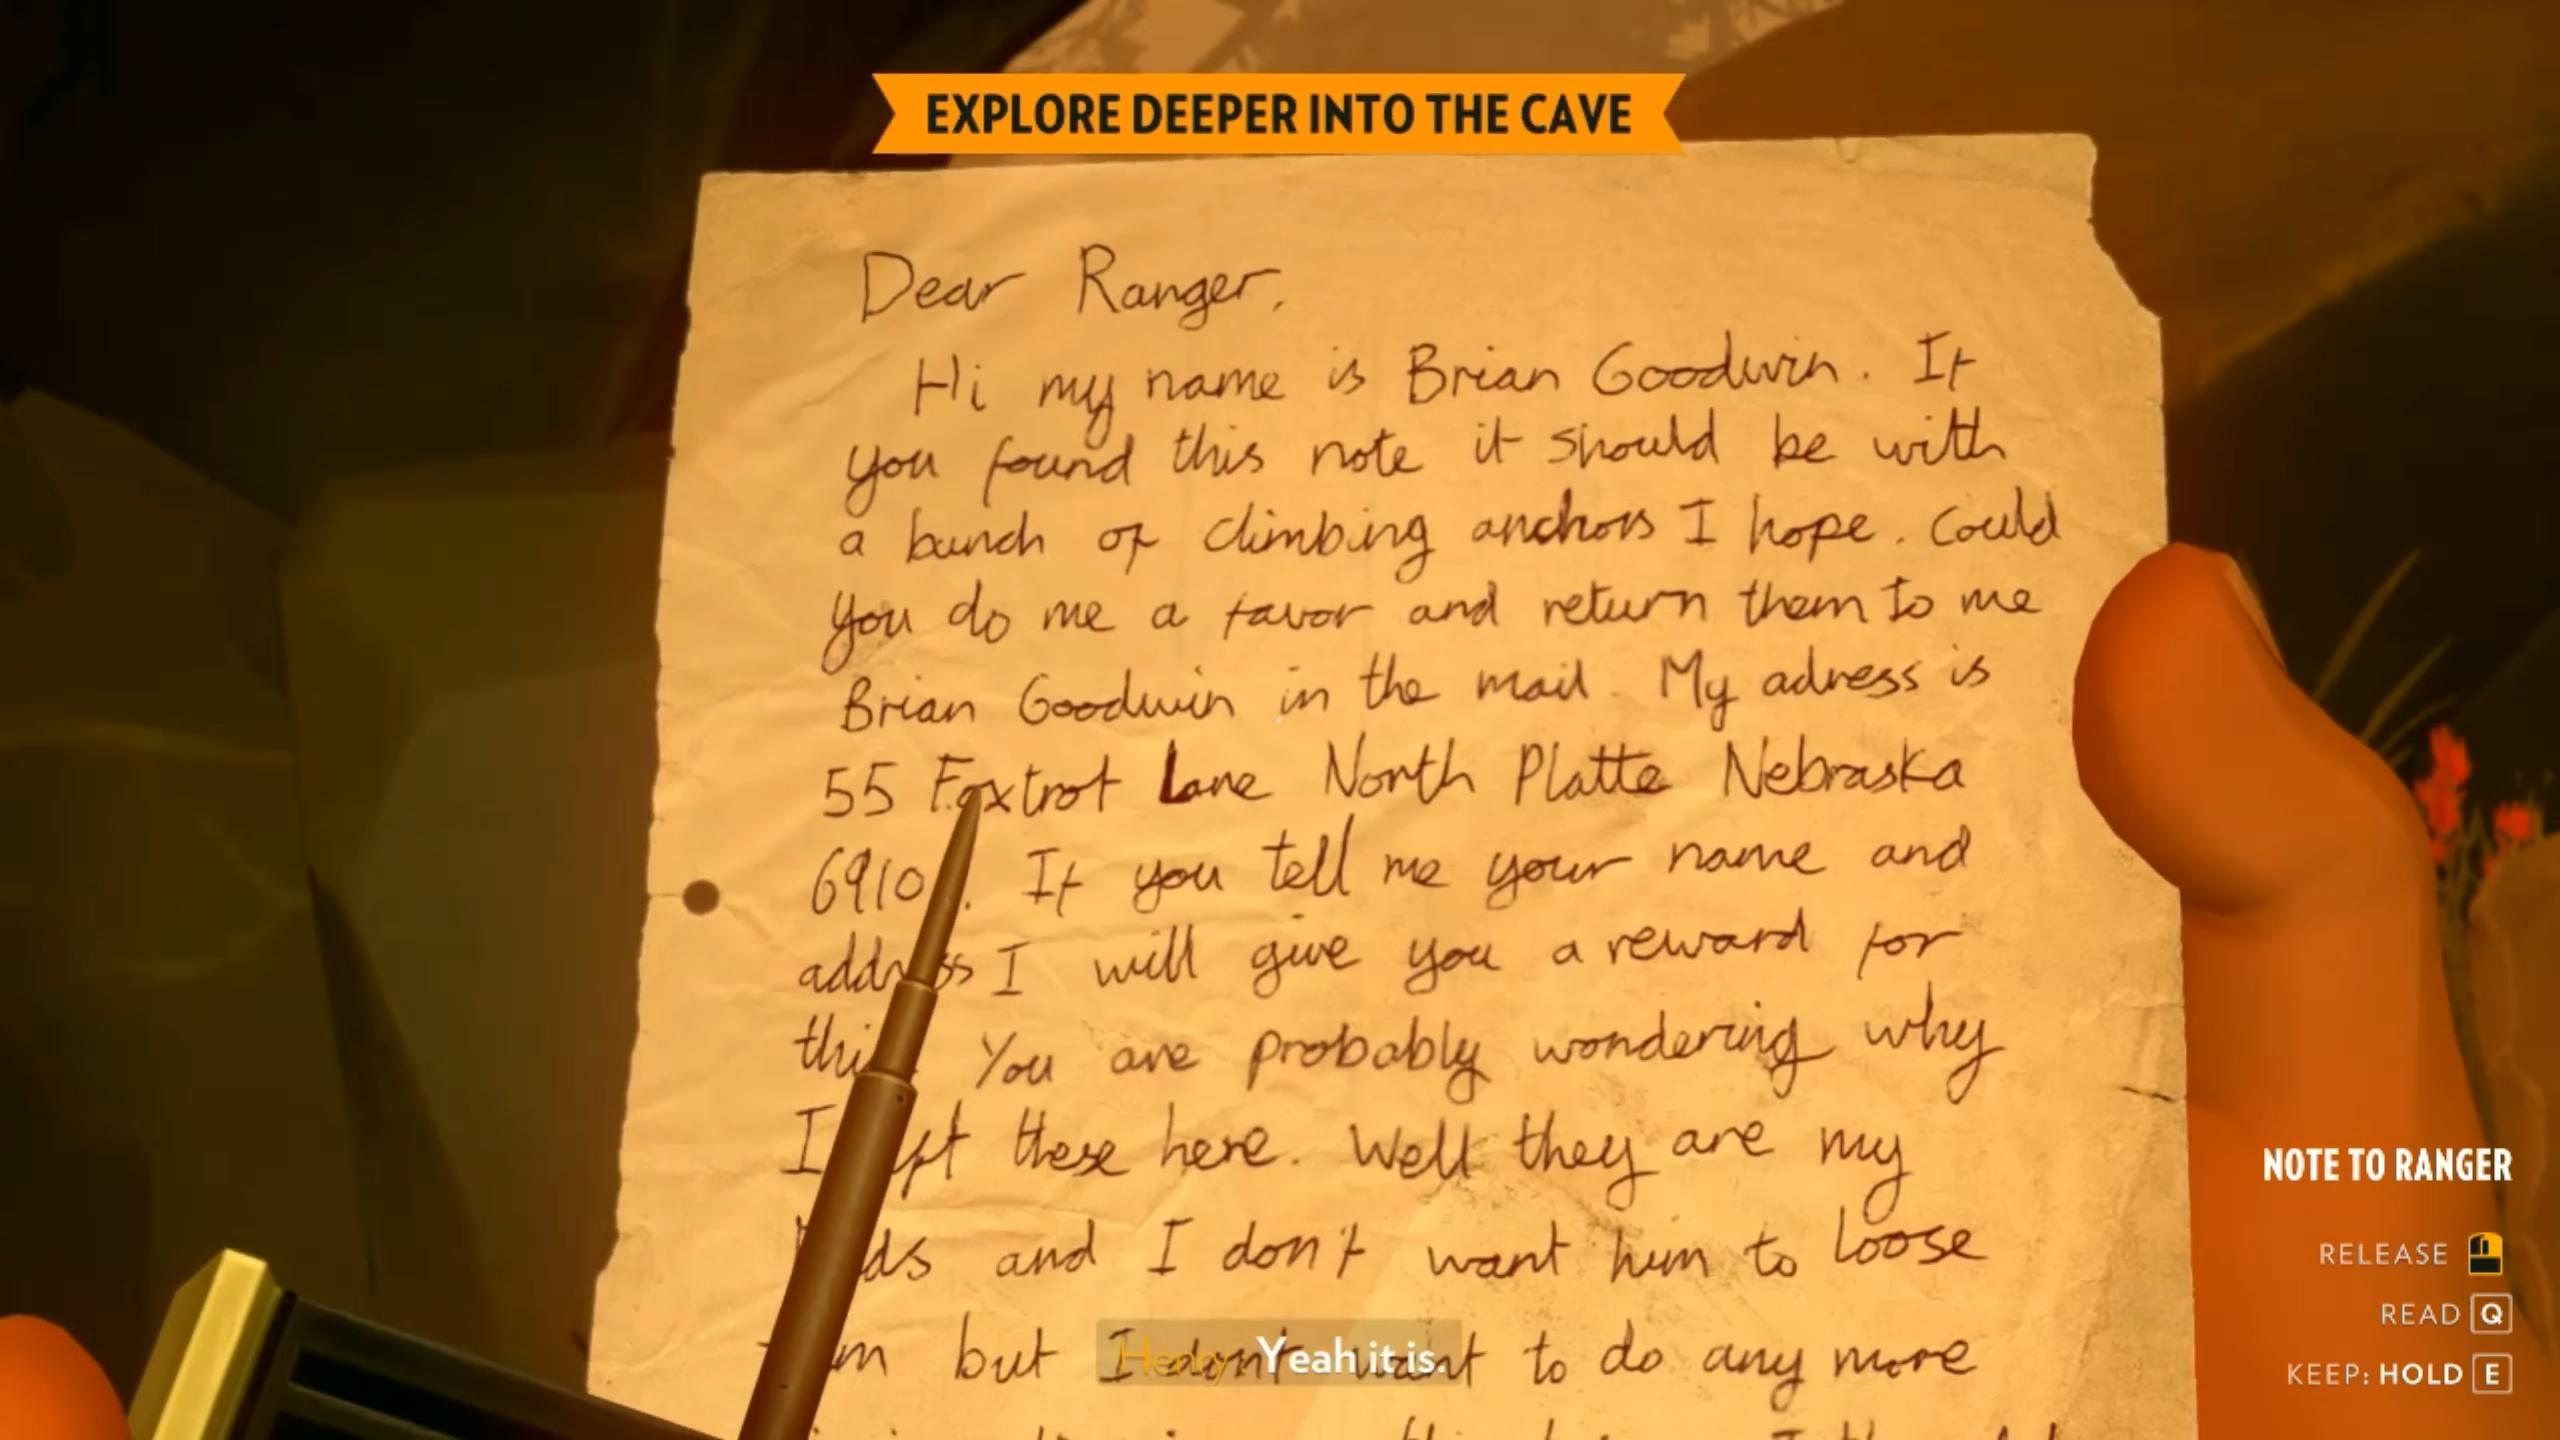 EXPLORE DEEPER INTO THE CAVE
Dear Ranger,
Hi my name is Brian Goodwin. If
you found this note it should be with
a bunch of climbing anchors I hope. Could
you do me a favor and return them to me
Brian Goodwin in the mail. My adress is
55 Foxtrot Lane North Platte Nebraska
6910 . If you tell me your name and
address I will give you a reward for
You are probably wondering why
I these here. Well they are my
and I don't want him to loose
but I dont want to do any more
Henry: Yeah it is.
NOTE TO RANGER
RELEASE
READ Q
KEEP: HOLD E